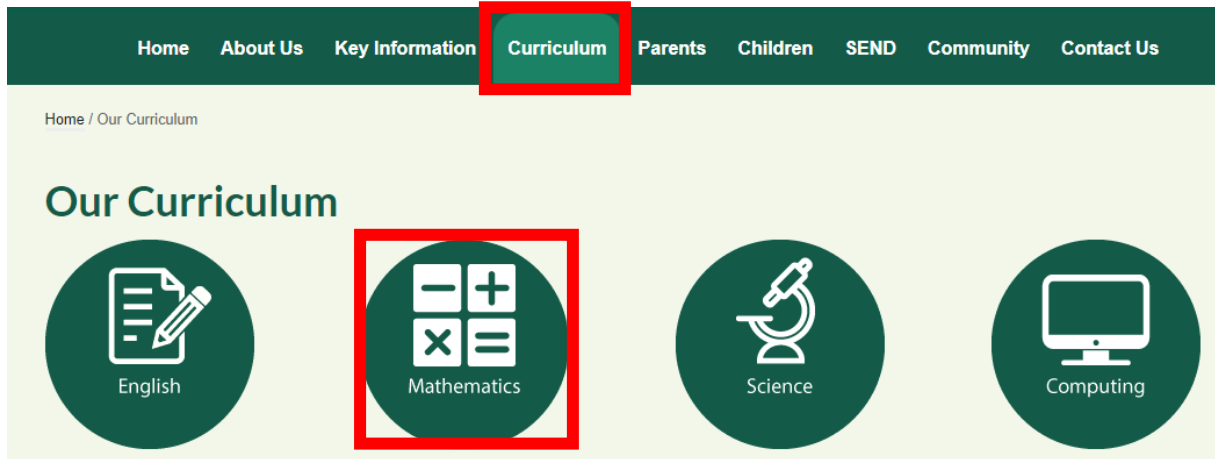 Home About Us Key Information Curriculum Parents Children SEND Community Contact Us
Home / Our Curriculum
Our Curriculum
English Mathematics Science Computing